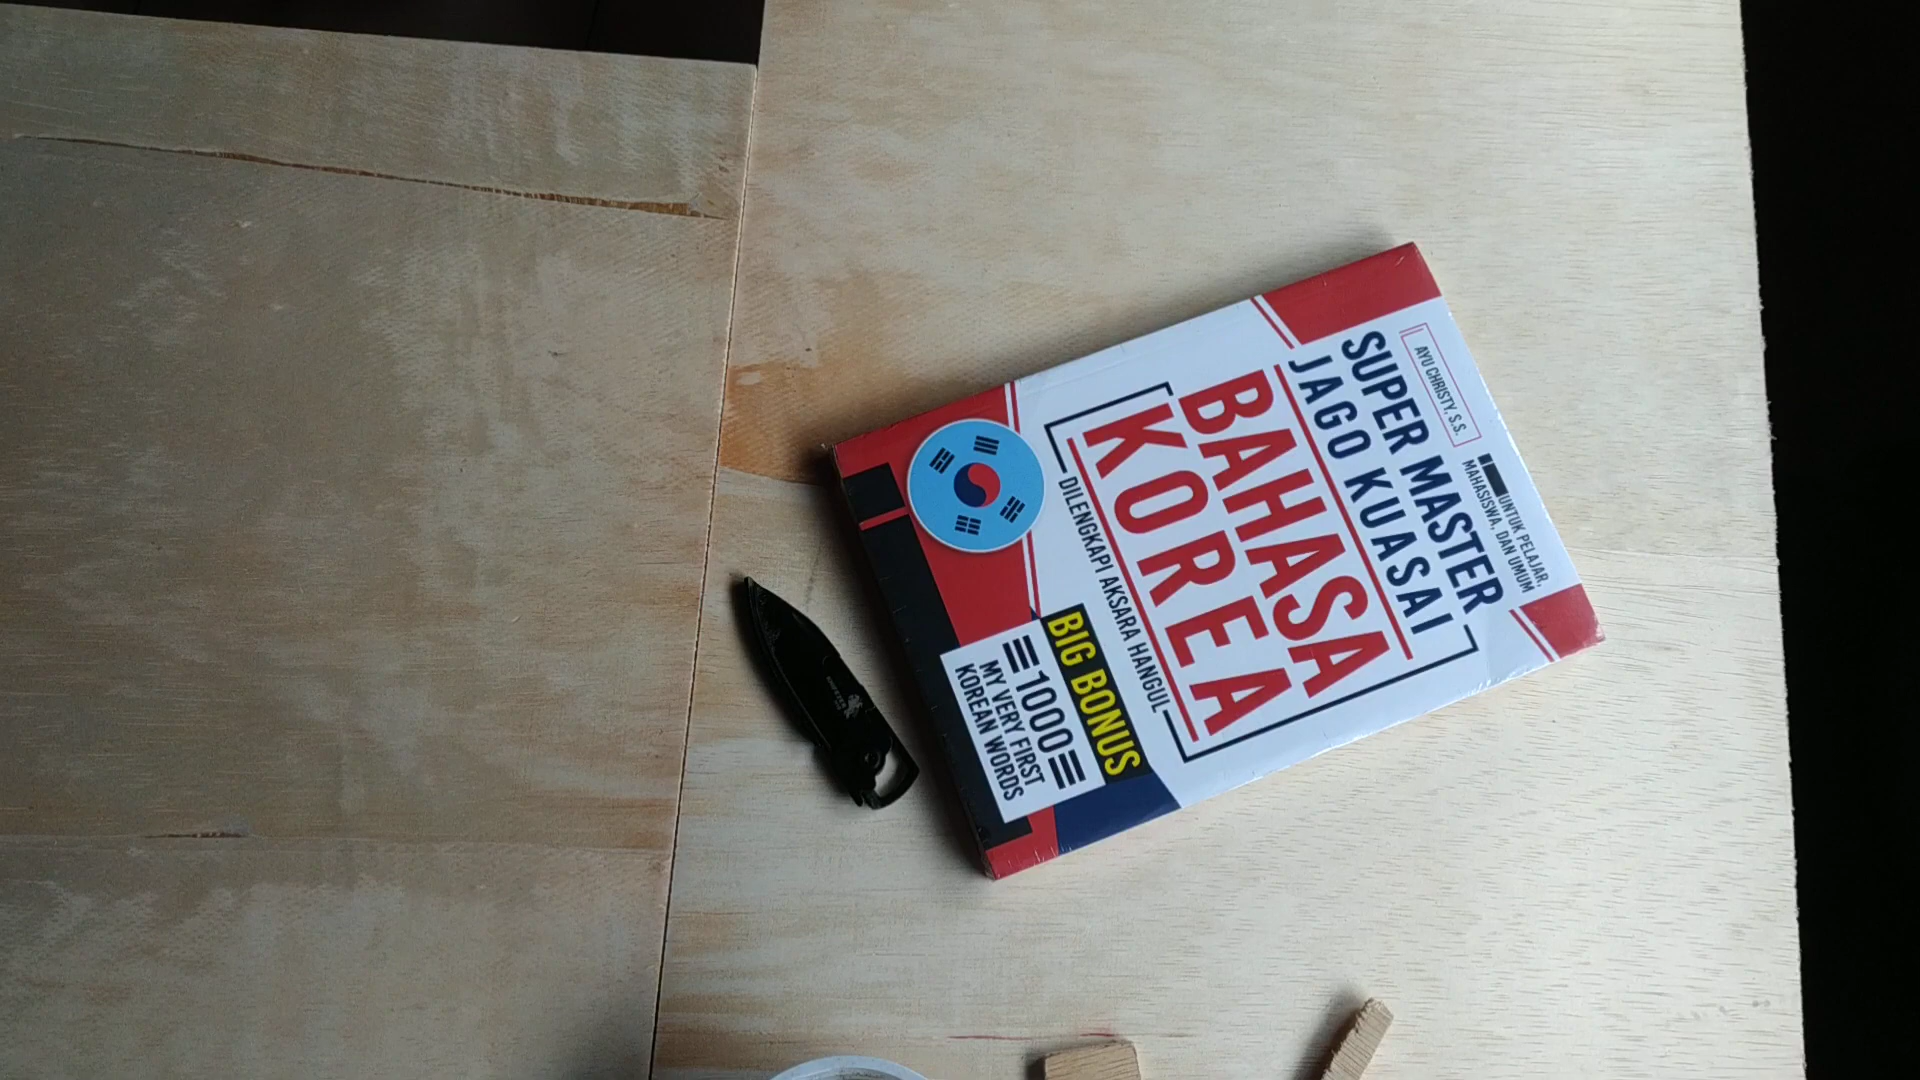 AYU CHRISTY, S.S.
UNTUK PELAJAR,
MAHASISWA, DAN UMUM
SUPER MASTER
JAGO KUASAI
BAHASA
KOREA
DILENGKAPI AKSARA HANGUL
BIG BONUS
1000
MY VERY FIRST
KOREAN WORDS